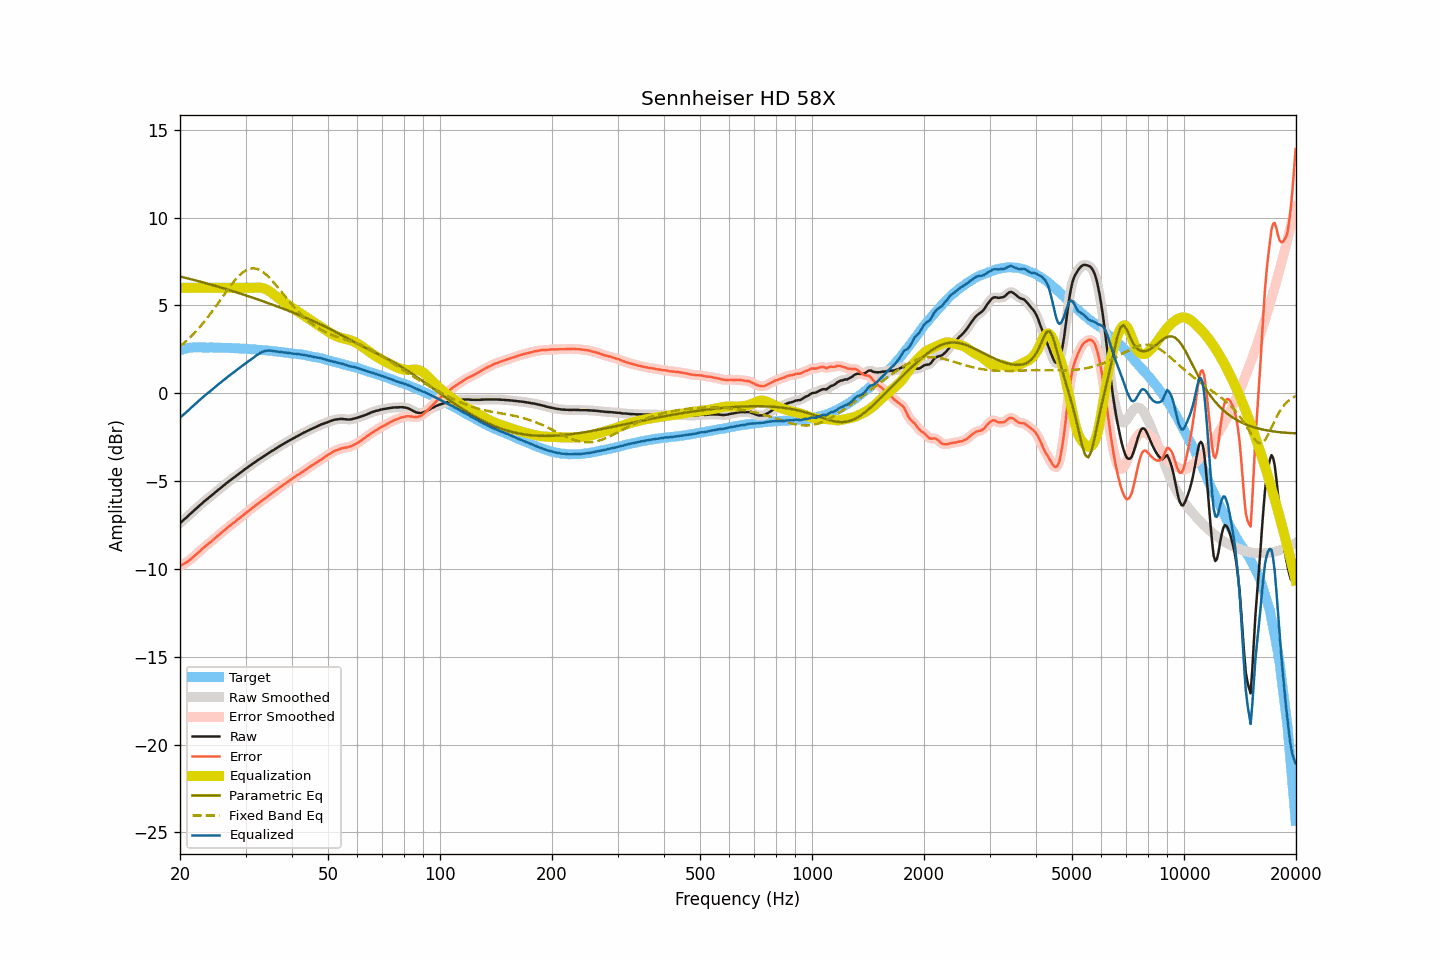 Sennheiser HD 58X
15
10
5
0
−5
−10
−15
−20
−25
Amplitude (dBr)
Target
Raw Smoothed
Error Smoothed
Raw
Error
Equalization
Parametric Eq
Fixed Band Eq
Equalized
20 50 100 200 500 1000 2000 5000 10000 20000
Frequency (Hz)